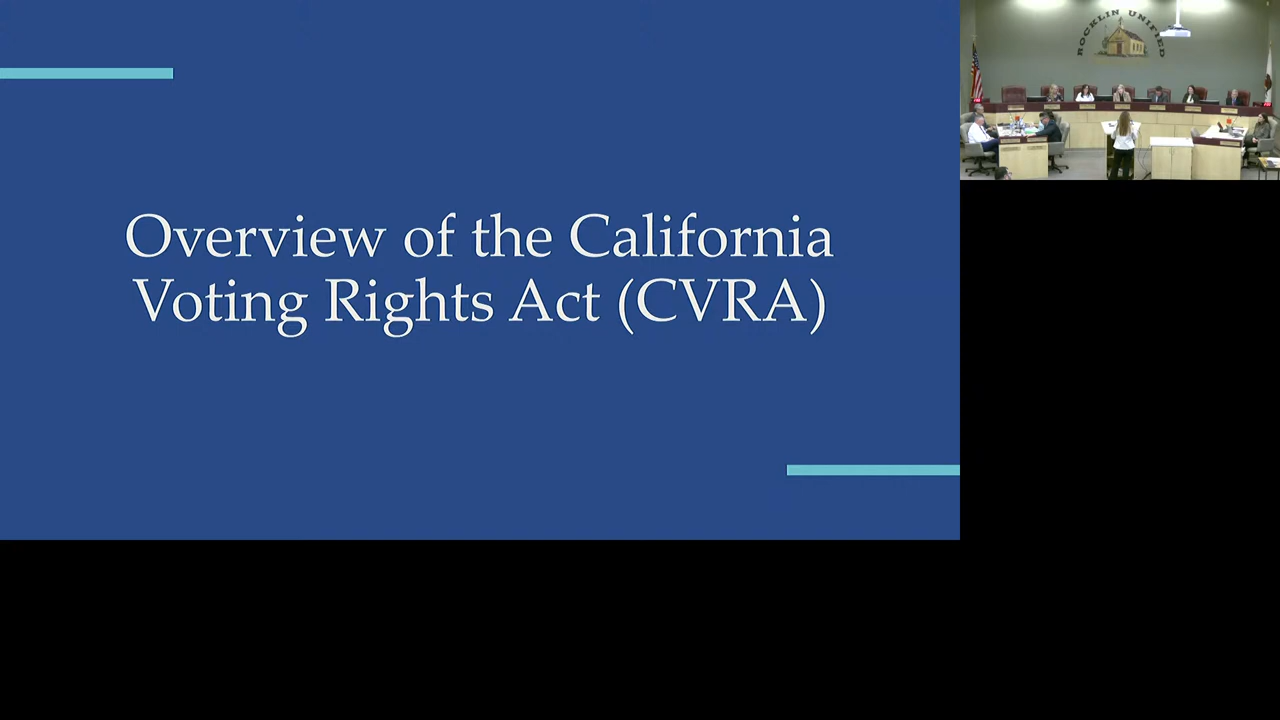 Overview of the California
Voting Rights Act (CVRA)
ROCKLIN UNIFIED